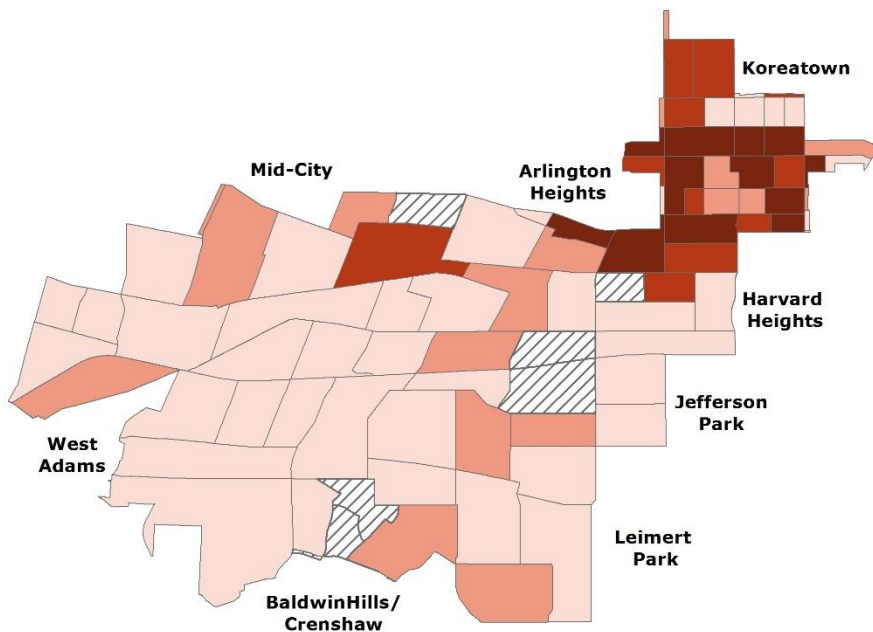 Koreatown
Mid-City
Arlington
Heights
Harvard
Heights
Jefferson
Park
West
Adams
Leimert
Park
BaldwinHills/
Crenshaw